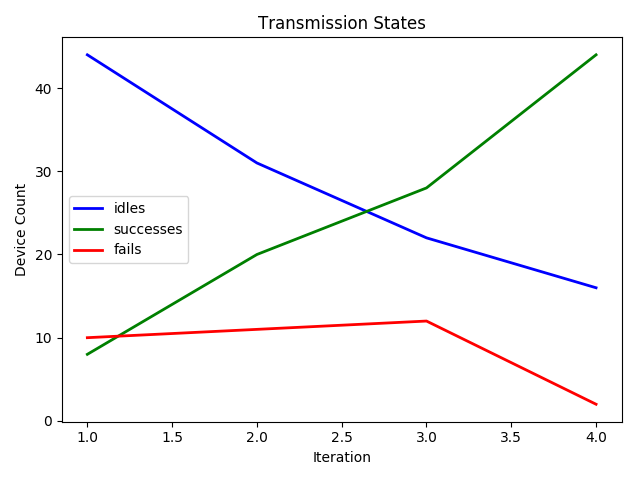 Transmission States
Device Count
40
30
20
10
0
idles
successes
fails
1.0 1.5 2.0 2.5 3.0 3.5 4.0
Iteration